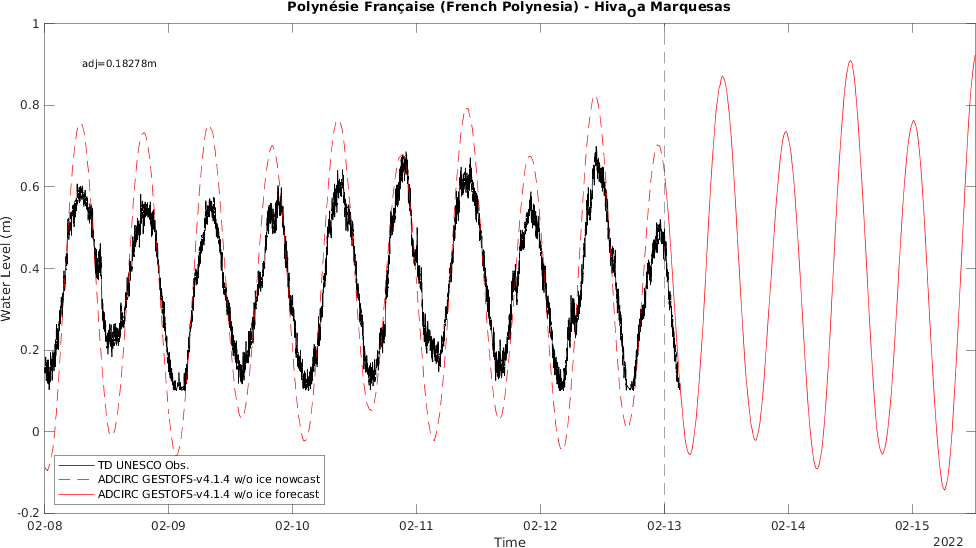 Polynésie Française (French Polynesia) - Hiva_Oa Marquesas
1
0.8
0.6
0.4
0.2
0
-0.2
Water Level (m)
adj=0.18278m
TD UNESCO Obs.
ADCIRC GESTOFS-v4.1.4 w/o ice nowcast
ADCIRC GESTOFS-v4.1.4 w/o ice forecast
02-08 02-09 02-10 02-11 02-12 02-13 02-14 02-15
Time
2022